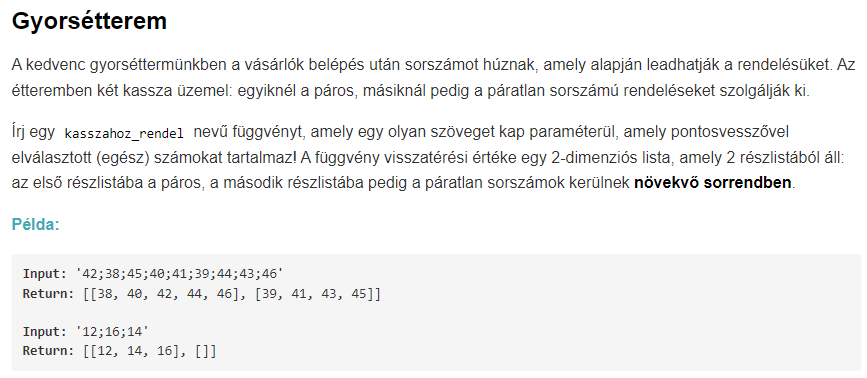 Gyorsétterem
A kedvenc gyorséttermünkben a vásárlók belépés után sorszámot húznak, amely alapján leadhatják a rendelésüket. Az
étteremben két kassza üzemel: egyiknél a páros, másiknál pedig a páratlan sorszámú rendeléseket szolgálják ki.
Írj egy kasszahoz_rendel nevű függvényt, amely egy olyan szöveget kap paraméterül, amely pontosvesszővel
elválasztott (egész) számokat tartalmaz! A függvény visszatérési értéke egy 2-dimenziós lista, amely 2 részlistából áll:
az első részlistába a páros, a második részlistába pedig a páratlan sorszámok kerülnek növekvő sorrendben.
Példa:
Input: '42;38;45;40;41;39;44;43;46'
Return: [[38, 40, 42, 44, 46], [39, 41, 43, 45]]
Input: '12;16;14'
Return: [[12, 14, 16], []]